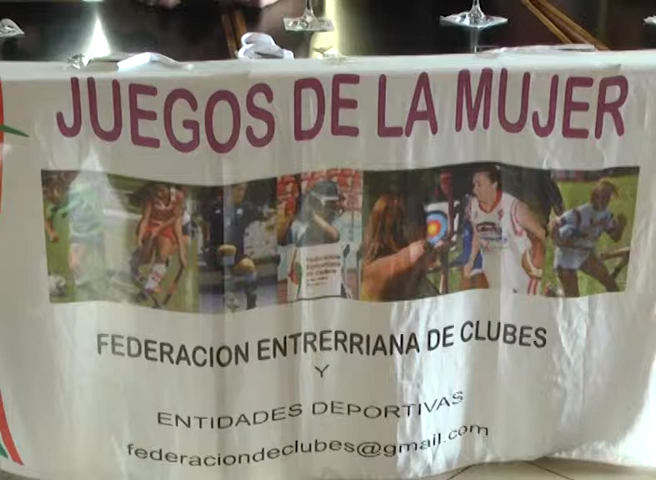 JUEGOS DE LA MUJER
FEDERACION ENTRERRIANA DE CLUBES
Y
ENTIDADES DEPORTIVAS
federaciondeclubes@gmail.com